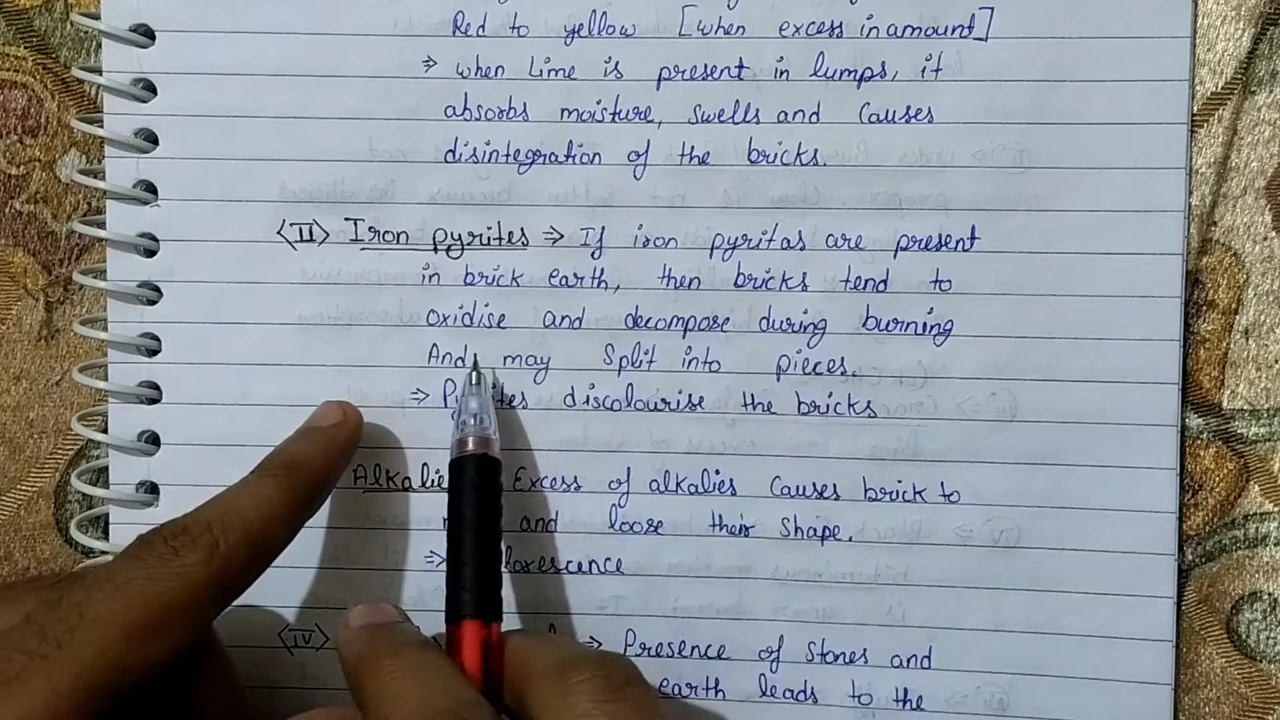 Red to yellow [when excess in amount]
⇒ when Lime is present in lumps, it
absorbs moisture, swells and causes
disintegration of the bricks.
<II> Iron pyrites ⇒ If iron pyritas are present
in brick earth, then bricks tend to
oxidise and decompose during burning
And may split into pieces.
⇒ discolourise the bricks
Excess of alkalies causes brick to
and loose their shape.
⇒
<IV> ⇒ Presence of stones and
earth leads to the